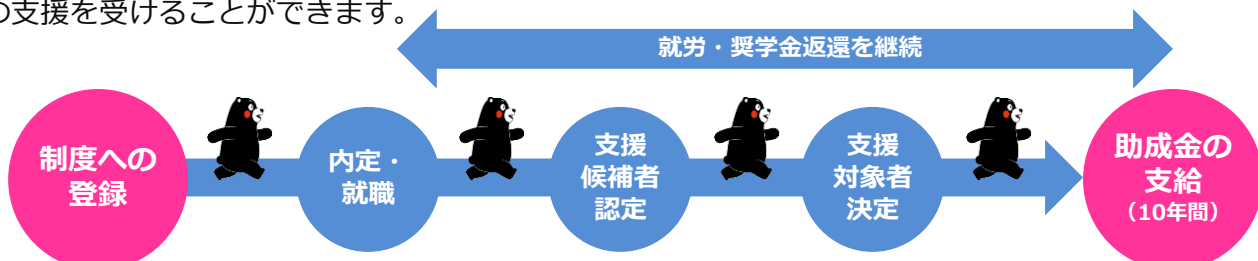 の支援を受けることができます。
就労・奨学金返還を継続
制度への
登録
内定・
就職
支援
候補者
認定
支援
対象者
決定
助成金の
支給
（10年間）